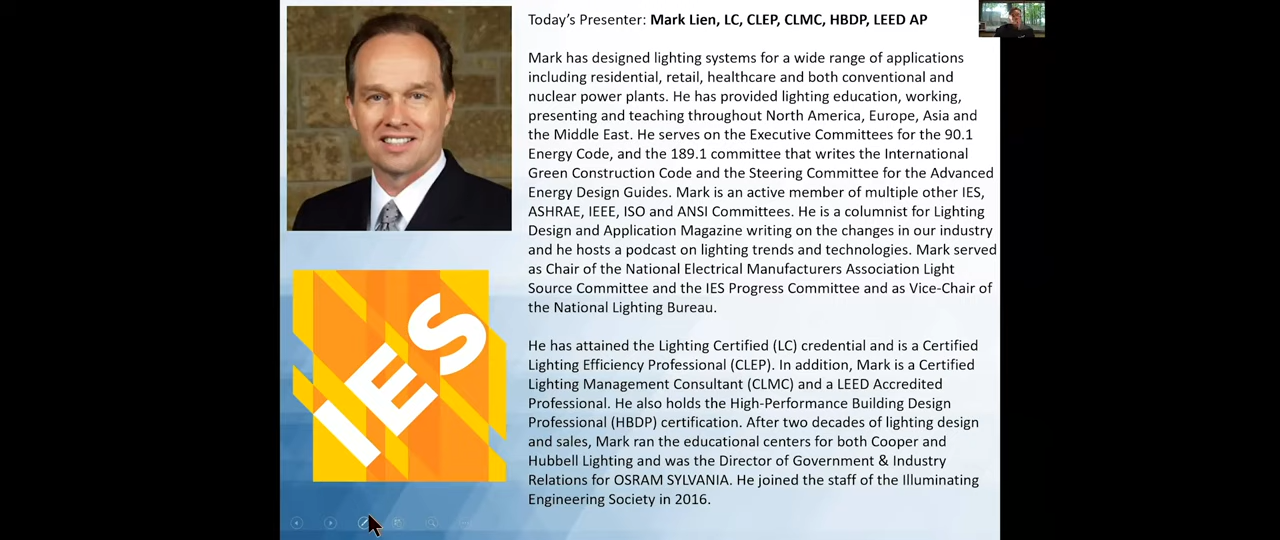 Today’s Presenter: Mark Lien, LC, CLEP, CLMC, HBDP, LEED AP
Mark has designed lighting systems for a wide range of applications
including residential, retail, healthcare and both conventional and
nuclear power plants. He has provided lighting education, working,
presenting and teaching throughout North America, Europe, Asia and
the Middle East. He serves on the Executive Committees for the 90.1
Energy Code, and the 189.1 committee that writes the International
Green Construction Code and the Steering Committee for the Advanced
Energy Design Guides. Mark is an active member of multiple other IES,
ASHRAE, IEEE, ISO and ANSI Committees. He is a columnist for Lighting
Design and Application Magazine writing on the changes in our industry
and he hosts a podcast on lighting trends and technologies. Mark served
as Chair of the National Electrical Manufacturers Association Light
Source Committee and the IES Progress Committee and as Vice-Chair of
the National Lighting Bureau.
He has attained the Lighting Certified (LC) credential and is a Certified
Lighting Efficiency Professional (CLEP). In addition, Mark is a Certified
Lighting Management Consultant (CLMC) and a LEED Accredited
Professional. He also holds the High-Performance Building Design
Professional (HBDP) certification. After two decades of lighting design
and sales, Mark ran the educational centers for both Cooper and
Hubbell Lighting and was the Director of Government & Industry
Relations for OSRAM SYLVANIA. He joined the staff of the Illuminating
Engineering Society in 2016.
IES